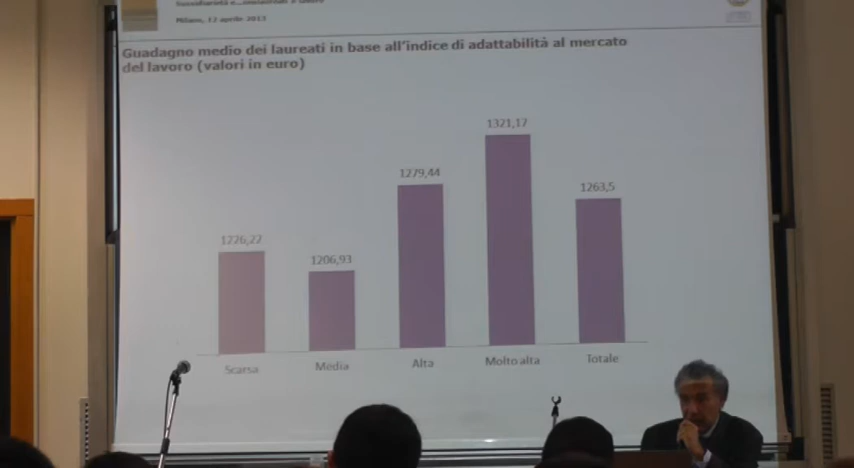 Milano, 12 aprile 2013
Guadagno medio dei laureati in base all'indice di adattabilità al mercato
del lavoro (valori in euro)
1321,17
1279,44
1263,5
1226,22
1206,93
Scarsa Media Alta Molto alta Totale